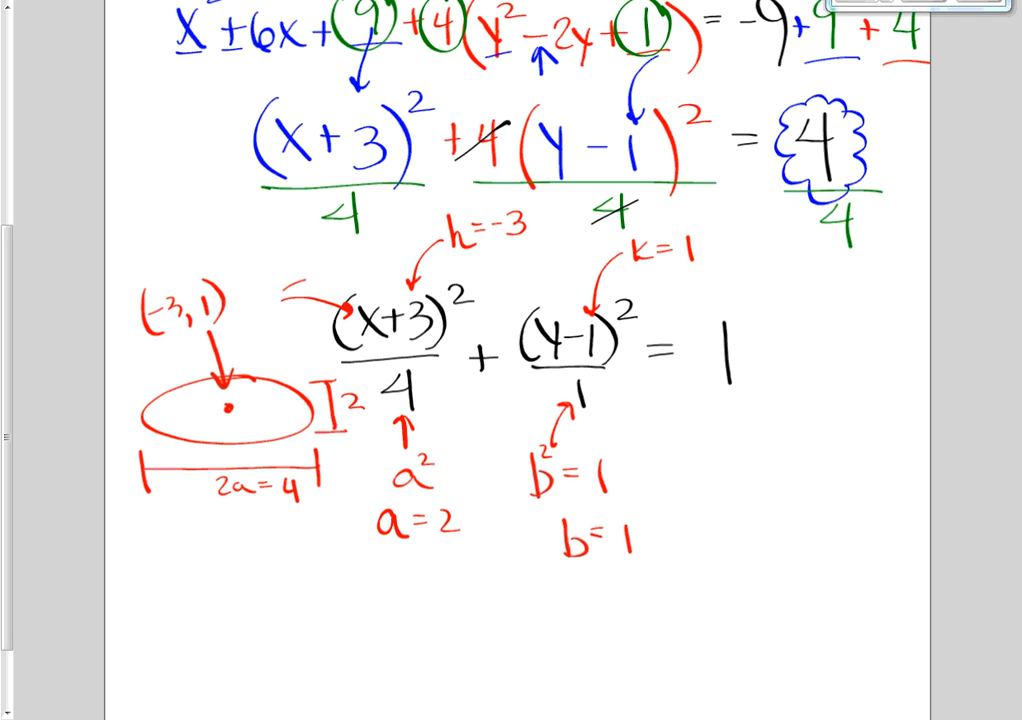 x² + 6x + 9 + 4(y² - 2y + 1) = -9 + 9 + 4
(x + 3)² + 4(y - 1)² = 4
4 4 4
h = -3
k = 1
(-3, 1)
(x+3)² + (y-1)² = 1
4 1
2
2a = 4
a² b² = 1
a = 2
b = 1